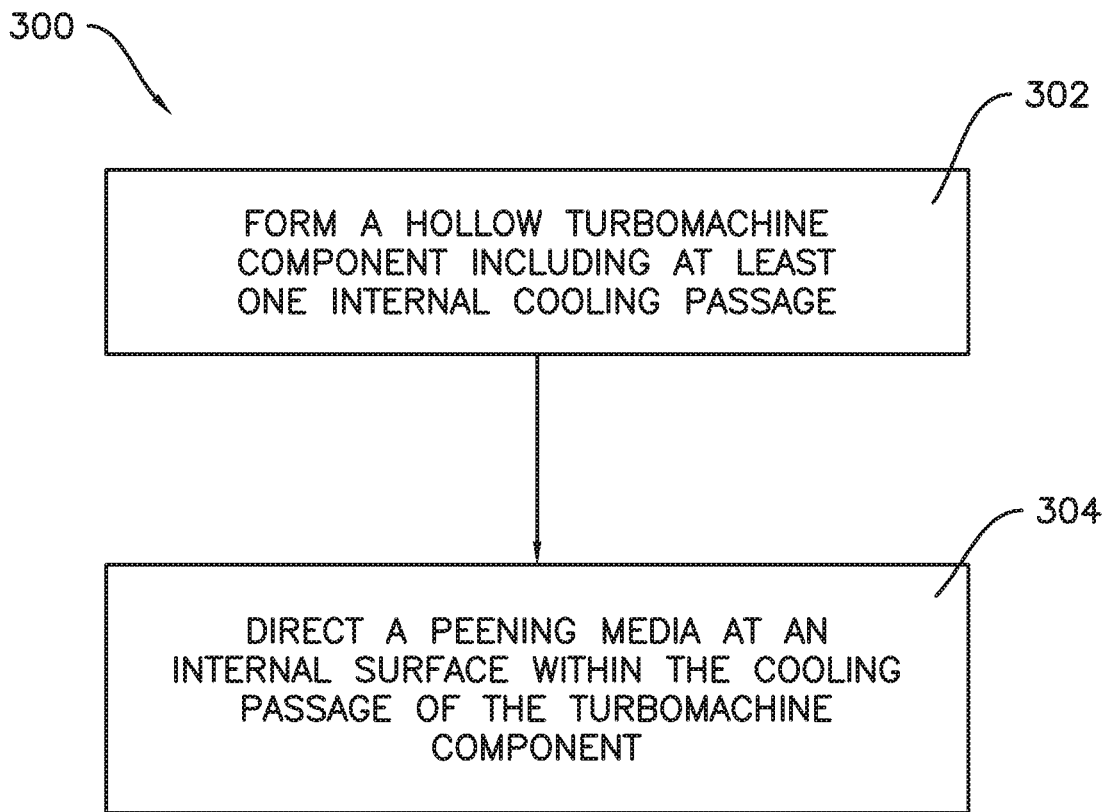 300
302
FORM A HOLLOW TURBOMACHINE
COMPONENT INCLUDING AT LEAST
ONE INTERNAL COOLING PASSAGE
304
DIRECT A PEENING MEDIA AT AN
INTERNAL SURFACE WITHIN THE COOLING
PASSAGE OF THE TURBOMACHINE
COMPONENT